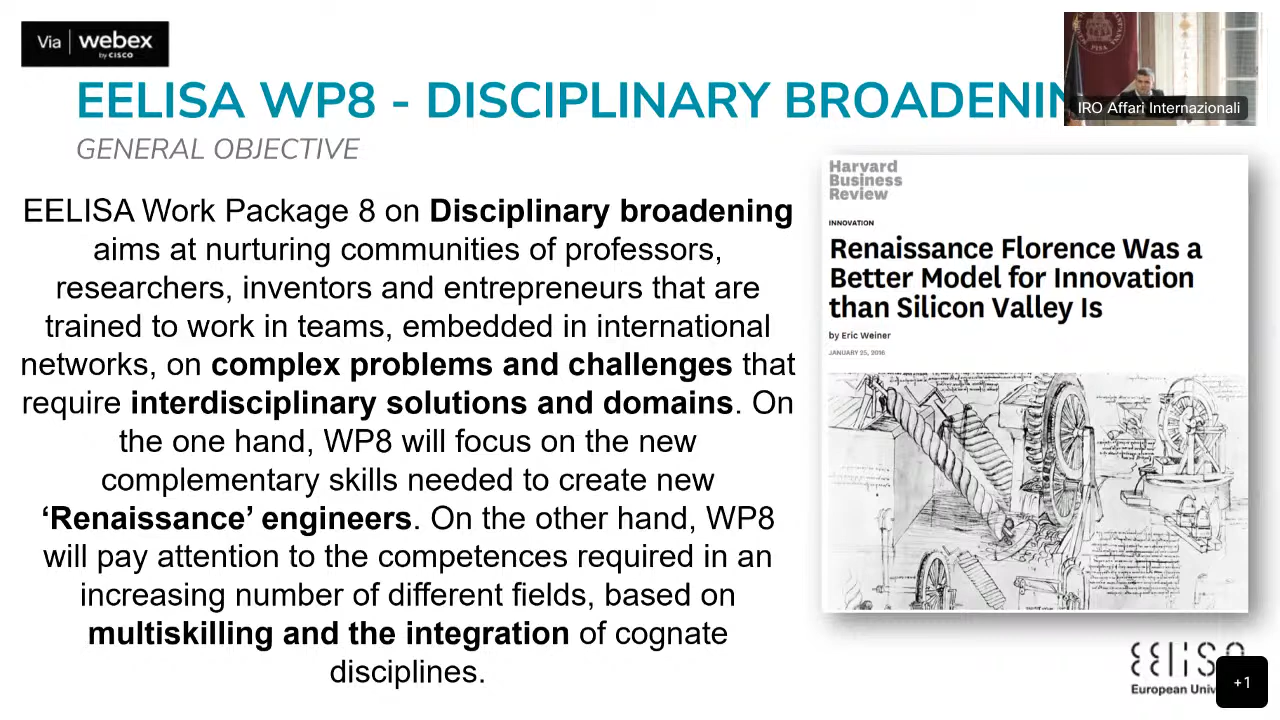 Via webex
by CISCO
EELISA WP8 - DISCIPLINARY BROADENIN
GENERAL OBJECTIVE
IRO Affari Internazionali
PISA
EELISA Work Package 8 on Disciplinary broadening
aims at nurturing communities of professors,
researchers, inventors and entrepreneurs that are
trained to work in teams, embedded in international
networks, on complex problems and challenges that
require interdisciplinary solutions and domains. On
the one hand, WP8 will focus on the new
complementary skills needed to create new
‘Renaissance’ engineers. On the other hand, WP8
will pay attention to the competences required in an
increasing number of different fields, based on
multiskilling and the integration of cognate
disciplines.
Harvard
Business
Review
INNOVATION
Renaissance Florence Was a
Better Model for Innovation
than Silicon Valley Is
by Eric Weiner
JANUARY 25, 2016
EELISA
European Univ
+1